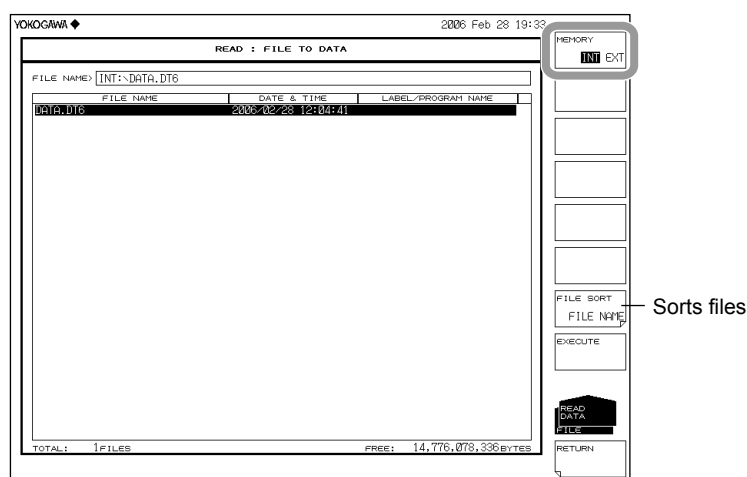 YOKOGAWA ◆ 2006 Feb 28 19:33
READ : FILE TO DATA
MEMORY
INT EXT
FILE NAME> INT:\DATA.DT6
FILE NAME DATE & TIME LABEL/PROGRAM NAME
DATA.DT6 2006/02/28 12:04:41
FILE SORT
FILE NAME
Sorts files
EXECUTE
READ
DATA
FILE
TOTAL: 1FILES FREE: 14,776,078,336BYTES
RETURN